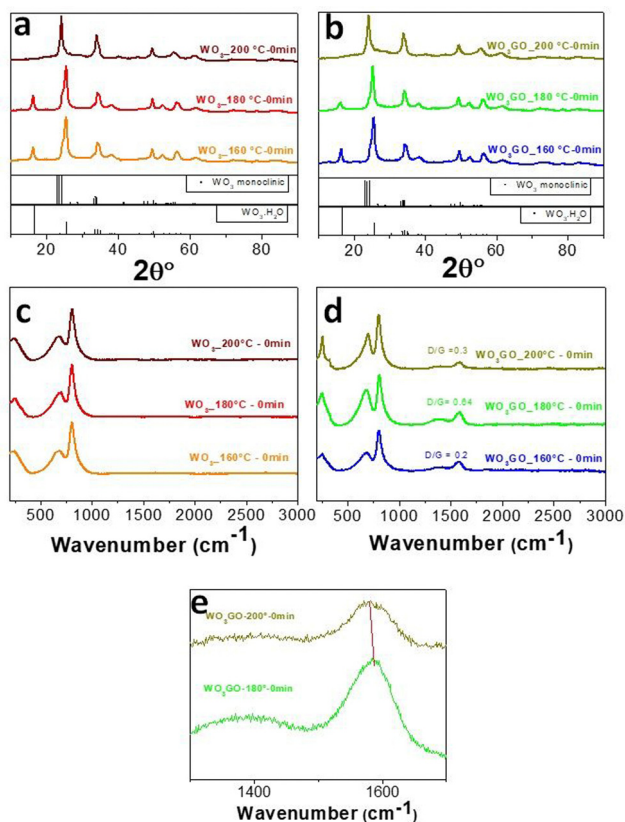 a
WO₃_200 °C-0min
WO₃_180 °C-0min
WO₃_160 °C-0min
• WO₃ monoclinic
WO₃.H₂O
20 40 60 80
2θ°
b
WO₃GO_200 °C-0min
WO₃GO_180 °C-0min
WO₃GO_160 °C-0min
• WO₃ monoclinic
• WO₃.H₂O
20 40 60 80
2θ°
c
WO₃_200°C - 0min
WO₃_180°C - 0min
WO₃_160°C - 0min
500 1000 1500 2000 2500 3000
Wavenumber (cm⁻¹)
d
D/G =0.3
WO₃GO_200°C - 0min
D/G= 0.64
WO₃GO_180°C - 0min
D/G = 0.2
WO₃GO_160°C - 0min
500 1000 1500 2000 2500 3000
Wavenumber (cm⁻¹)
e
WO₃GO-200°-0min
WO₃GO-180°-0min
1400 1600
Wavenumber (cm⁻¹)